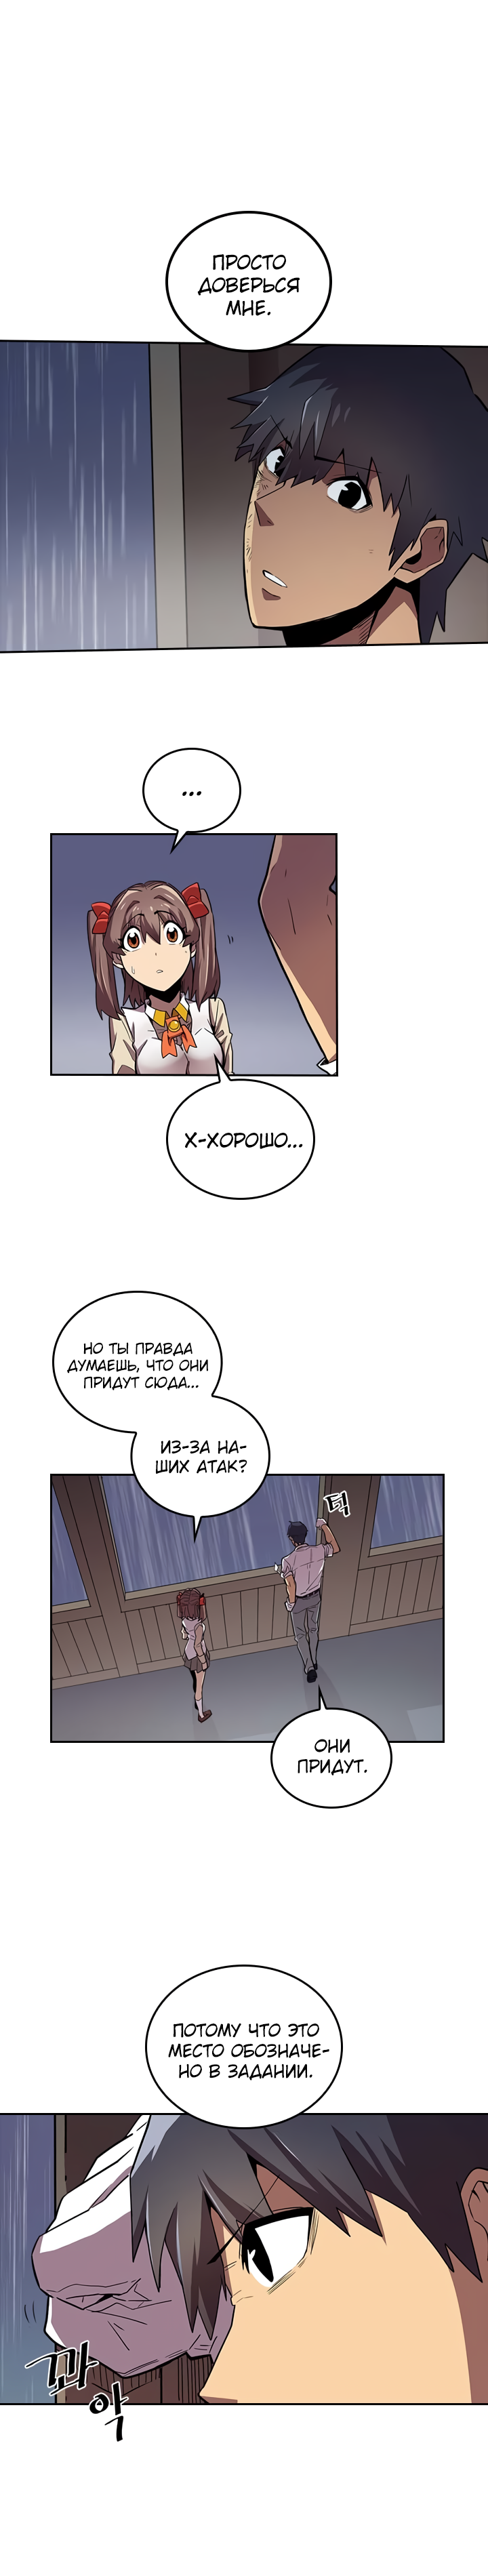 ПРОСТО
ДОВЕРЬСЯ
МНЕ.
...
Х-ХОРОШО...
НО ТЫ ПРАВДА
ДУМАЕШЬ, ЧТО ОНИ
ПРИДУТ СЮДА...
ИЗ-ЗА НА-
ШИХ АТАК?
턱
ОНИ
ПРИДУТ.
ПОТОМУ ЧТО ЭТО
МЕСТО ОБОЗНАЧЕ-
НО В ЗАДАНИИ.
꽈
악